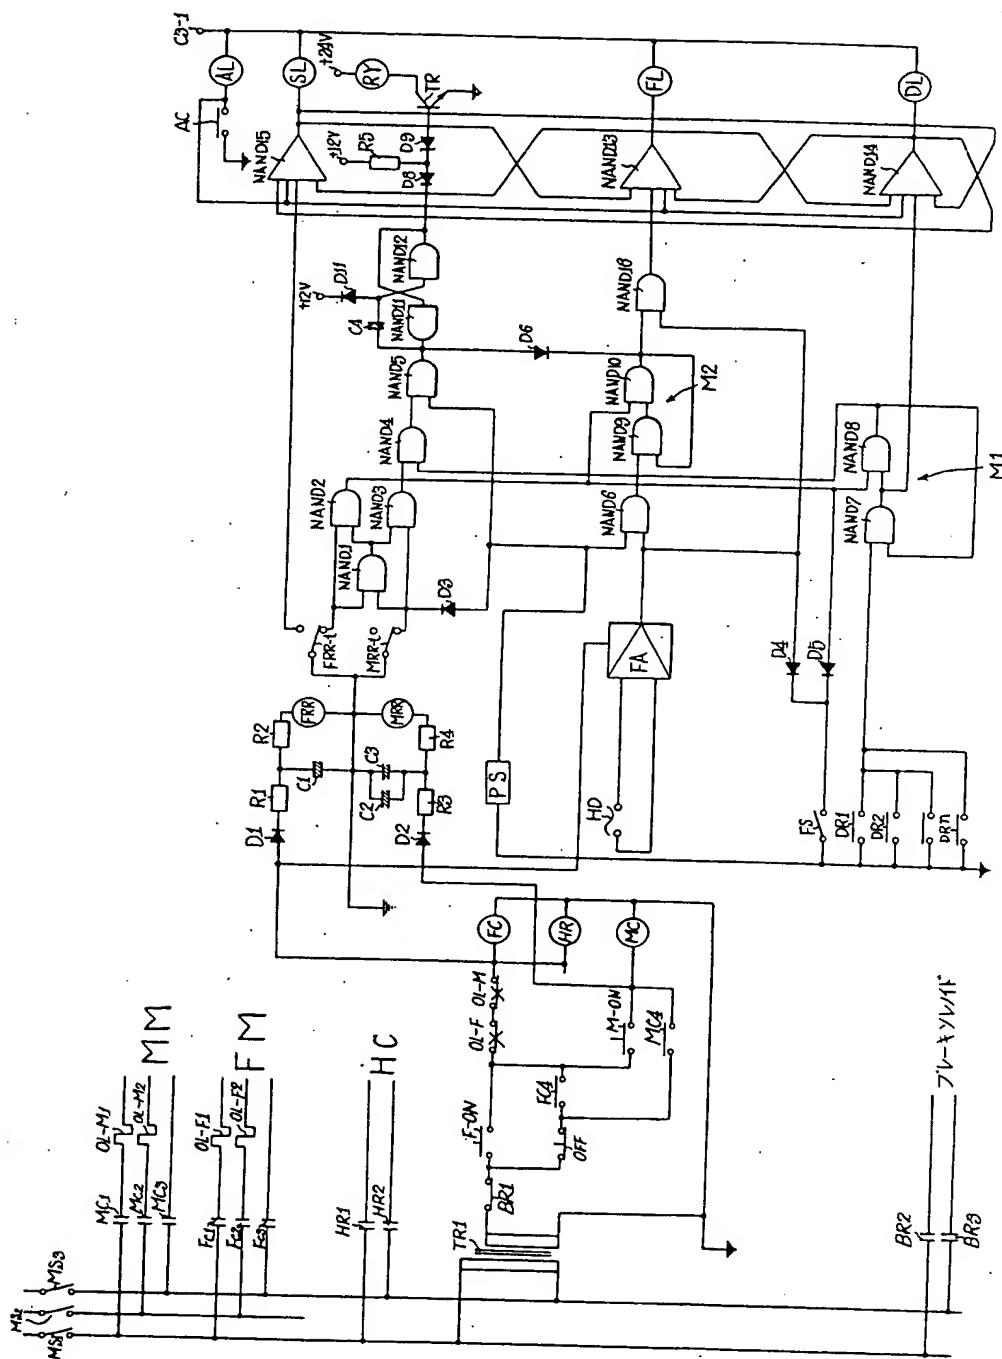 C3-1
AL
AC
SL
NAND15
+24V
RY
TR
+12V
R5
D9
D8
FL
NAND13
DL
NAND14
+12V
D11
C4
NAND12
NAND11
NAND5
NAND4
NAND2
NAND3
NAND1
D3
D6
NAND16
NAND10
NAND9
M2
NAND6
NAND8
NAND7
M1
FRR-1
MRR-1
FA
D4
D5
R2
FRR
R1
C1
D1
MRR
R4
C3
C2
R3
D2
PS
HD
FS
DR1
DR2
DRn
FC
HR
MC
OL-M
OL-F
M-ON
MC4
F-ON
FC4
OFF
BR1
TR1
MS3
MS2
MS1
MC1
MC2
MC3
OL-M1
OL-M2
MM
FC1
FC2
FC3
OL-F1
OL-F2
FM
HR1
HR2
HC
BR2
BR3
ブレーキソレノイド